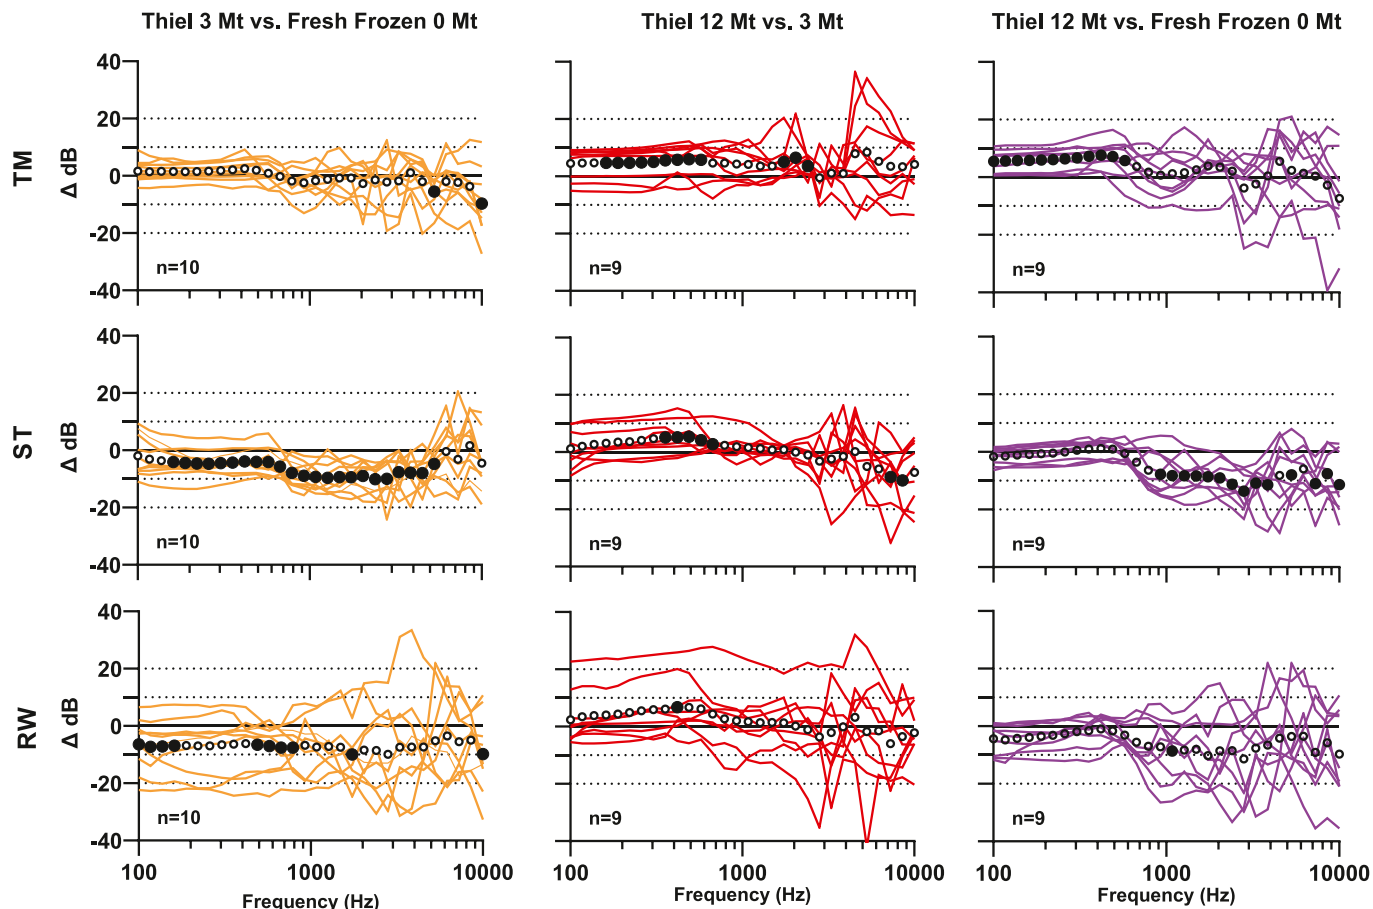 Thiel 3 Mt vs. Fresh Frozen 0 Mt
Thiel 12 Mt vs. 3 Mt
Thiel 12 Mt vs. Fresh Frozen 0 Mt
TM
Δ dB
40
20
0
-20
-40
n=10
n=9
n=9
ST
Δ dB
40
20
0
-20
-40
n=10
n=9
n=9
RW
Δ dB
40
20
0
-20
-40
n=10
n=9
n=9
100 1000 10000
100 1000 10000
100 1000 10000
Frequency (Hz)
Frequency (Hz)
Frequency (Hz)